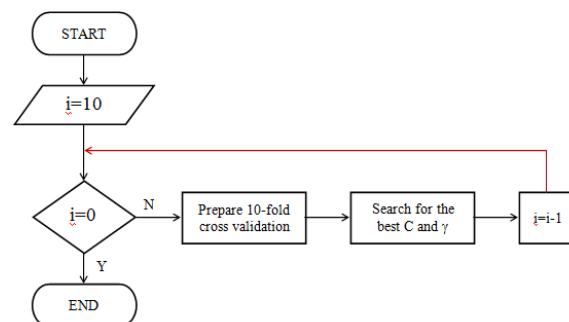 START
i=10
i=0
N
Prepare 10-fold
cross validation
Search for the
best C and γ
i=i-1
Y
END